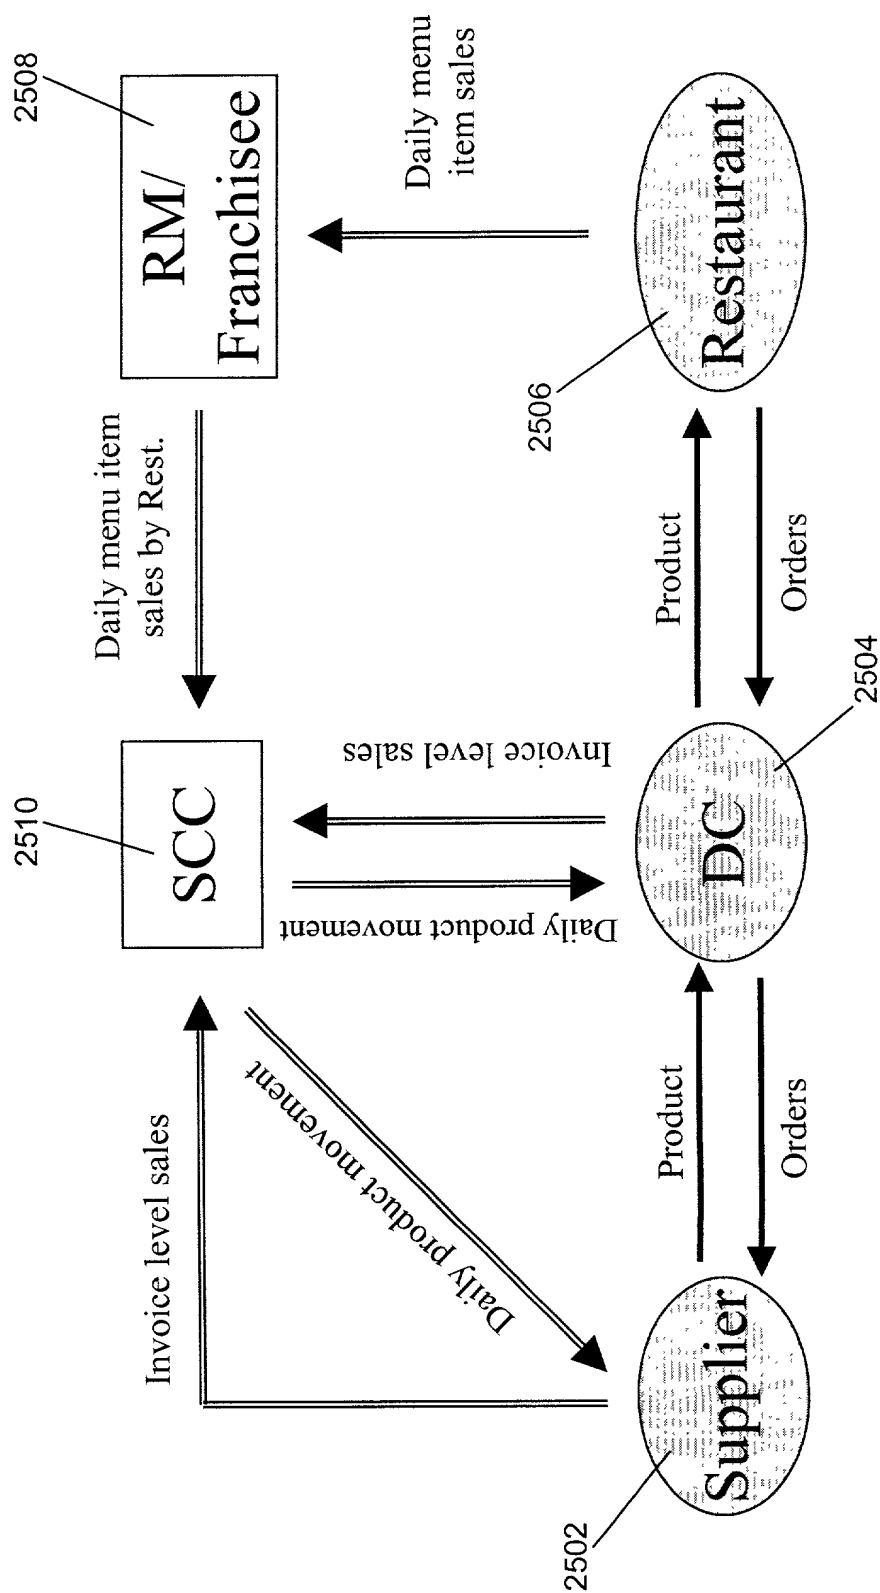 2510
2508
SCC
RM/
Franchisee
Invoice level sales
Daily menu item
sales by Rest.
Daily product movement
Daily product movement
Invoice level sales
Daily menu
item sales
2502
2506
Supplier
DC
Restaurant
Product
Product
Orders
Orders
2504